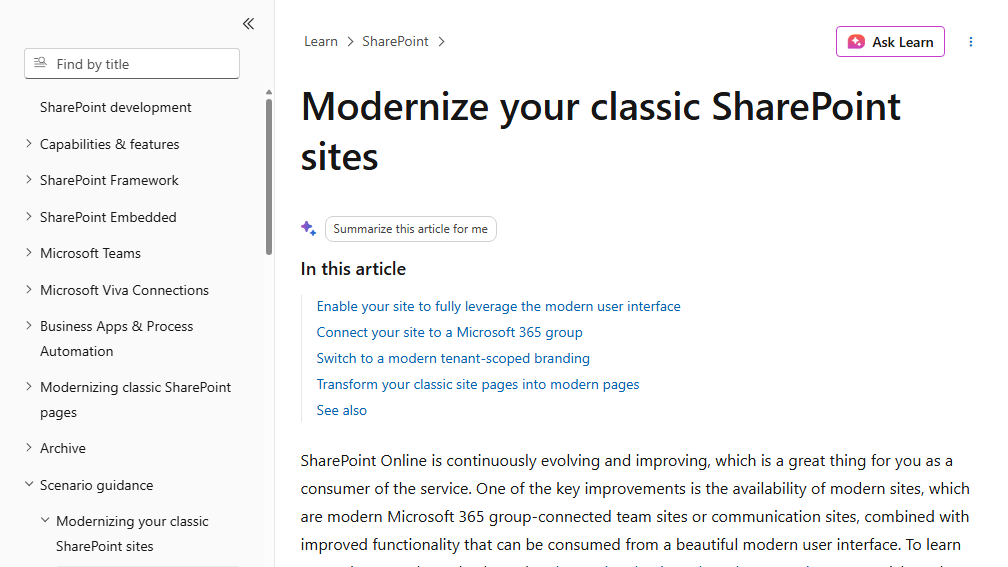 Find by title
SharePoint development
Capabilities & features
SharePoint Framework
SharePoint Embedded
Microsoft Teams
Microsoft Viva Connections
Business Apps & Process
Automation
Modernizing classic SharePoint
pages
Archive
Scenario guidance
Modernizing your classic
SharePoint sites
Learn
SharePoint
Ask Learn
Modernize your classic SharePoint
sites
Summarize this article for me
In this article
Enable your site to fully leverage the modern user interface
Connect your site to a Microsoft 365 group
Switch to a modern tenant-scoped branding
Transform your classic site pages into modern pages
See also
SharePoint Online is continuously evolving and improving, which is a great thing for you as a
consumer of the service. One of the key improvements is the availability of modern sites, which
are modern Microsoft 365 group-connected team sites or communication sites, combined with
improved functionality that can be consumed from a beautiful modern user interface. To learn